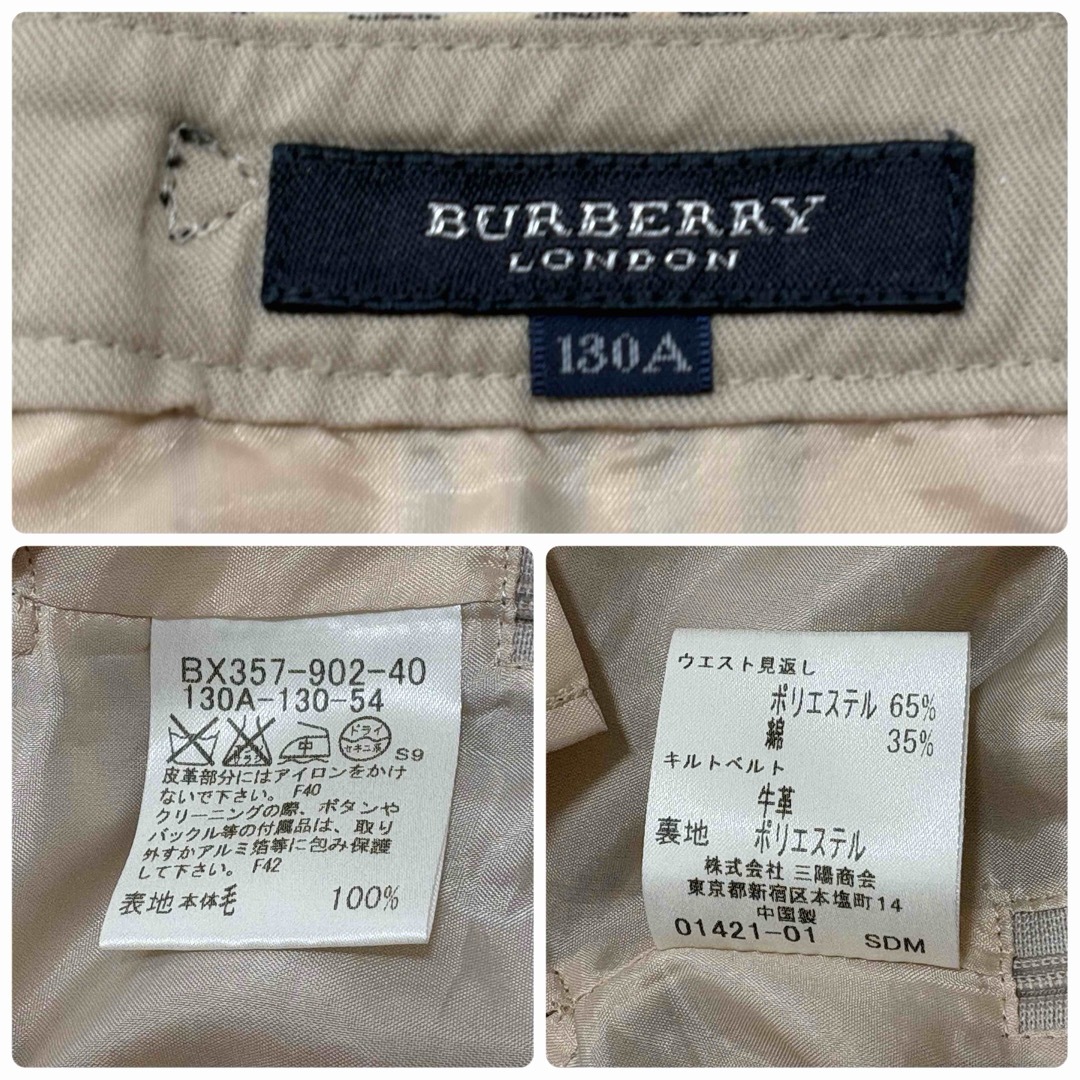 BURBERRY
LONDON
130A
BX357-902-40
130A-130-54
中
ドライ
セキユ系
S9
皮革部分にはアイロンをかけ
ないで下さい。 F40
クリーニングの際、ボタンや
バックル等の付属品は、取り
外すかアルミ箔等に包み保護
して下さい。 F42
表地 本体毛 100%
ウエスト見返し
ポリエステル 65%
綿 35%
キルトベルト
牛革
裏地 ポリエステル
株式会社 三陽商会
東京都新宿区本塩町14
中国製
01421-01 SDM